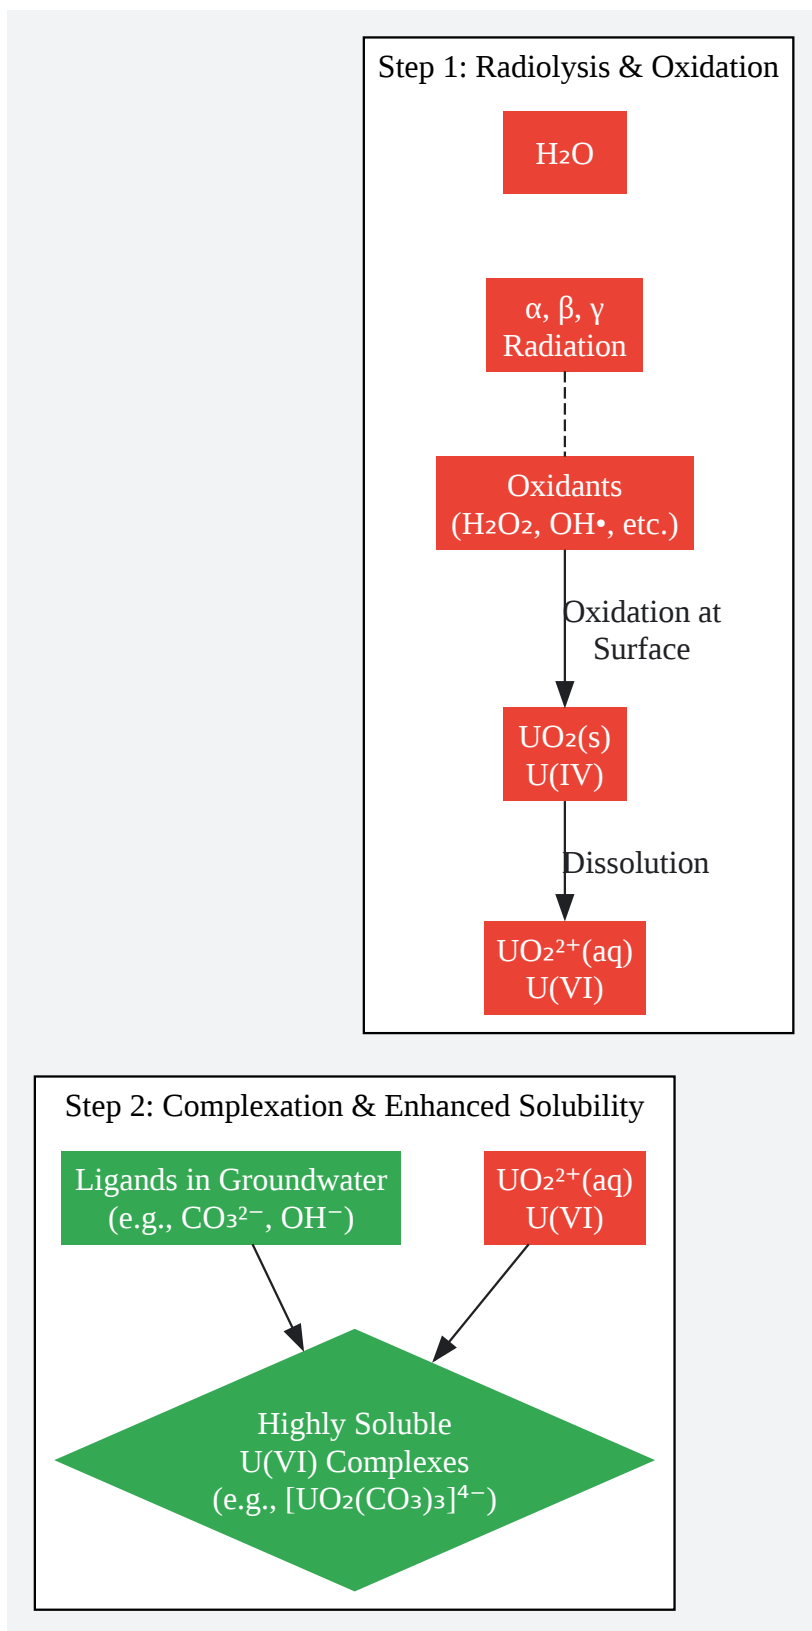 Step 1: Radiolysis & Oxidation
H₂O
α, β, γ
Radiation
Oxidants
(H₂O₂, OH•, etc.)
Oxidation at
Surface
UO₂(s)
U(IV)
Dissolution
UO₂²⁺(aq)
U(VI)
Step 2: Complexation & Enhanced Solubility
Ligands in Groundwater
(e.g., CO₃²⁻, OH⁻)
UO₂²⁺(aq)
U(VI)
Highly Soluble
U(VI) Complexes
(e.g., [UO₂(CO₃)₃]⁴⁻)